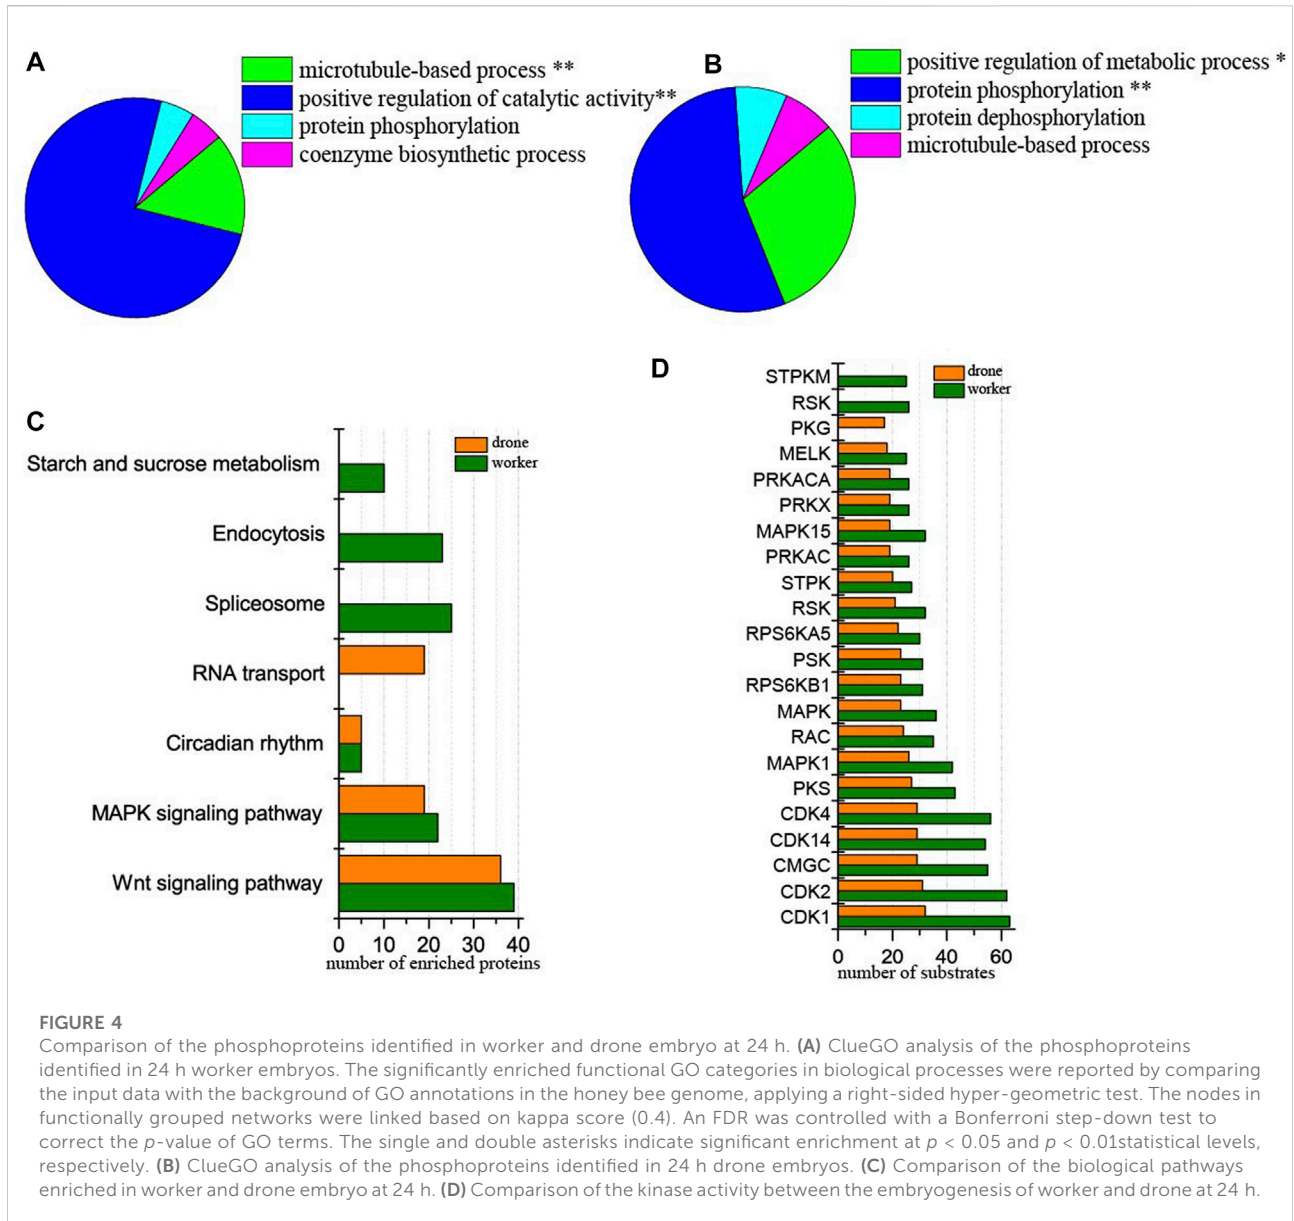 A
microtubule-based process **
positive regulation of catalytic activity**
protein phosphorylation
coenzyme biosynthetic process
B
positive regulation of metabolic process *
protein phosphorylation **
protein dephosphorylation
microtubule-based process
C
drone
worker
Starch and sucrose metabolism
Endocytosis
Spliceosome
RNA transport
Circadian rhythm
MAPK signaling pathway
Wnt signaling pathway
0 10 20 30 40
number of enriched proteins
D
drone
worker
STPKM
RSK
PKG
MELK
PRKACA
PRKX
MAPK15
PRKAC
STPK
RSK
RPS6KA5
PSK
RPS6KB1
MAPK
RAC
MAPK1
PKS
CDK4
CDK14
CMGC
CDK2
CDK1
0 20 40 60
number of substrates
FIGURE 4
Comparison of the phosphoproteins identified in worker and drone embryo at 24 h. (A) ClueGO analysis of the phosphoproteins
identified in 24 h worker embryos. The significantly enriched functional GO categories in biological processes were reported by comparing
the input data with the background of GO annotations in the honey bee genome, applying a right-sided hyper-geometric test. The nodes in
functionally grouped networks were linked based on kappa score (0.4). An FDR was controlled with a Bonferroni step-down test to
correct the p-value of GO terms. The single and double asterisks indicate significant enrichment at p < 0.05 and p < 0.01statistical levels,
respectively. (B) ClueGO analysis of the phosphoproteins identified in 24 h drone embryos. (C) Comparison of the biological pathways
enriched in worker and drone embryo at 24 h. (D) Comparison of the kinase activity between the embryogenesis of worker and drone at 24 h.